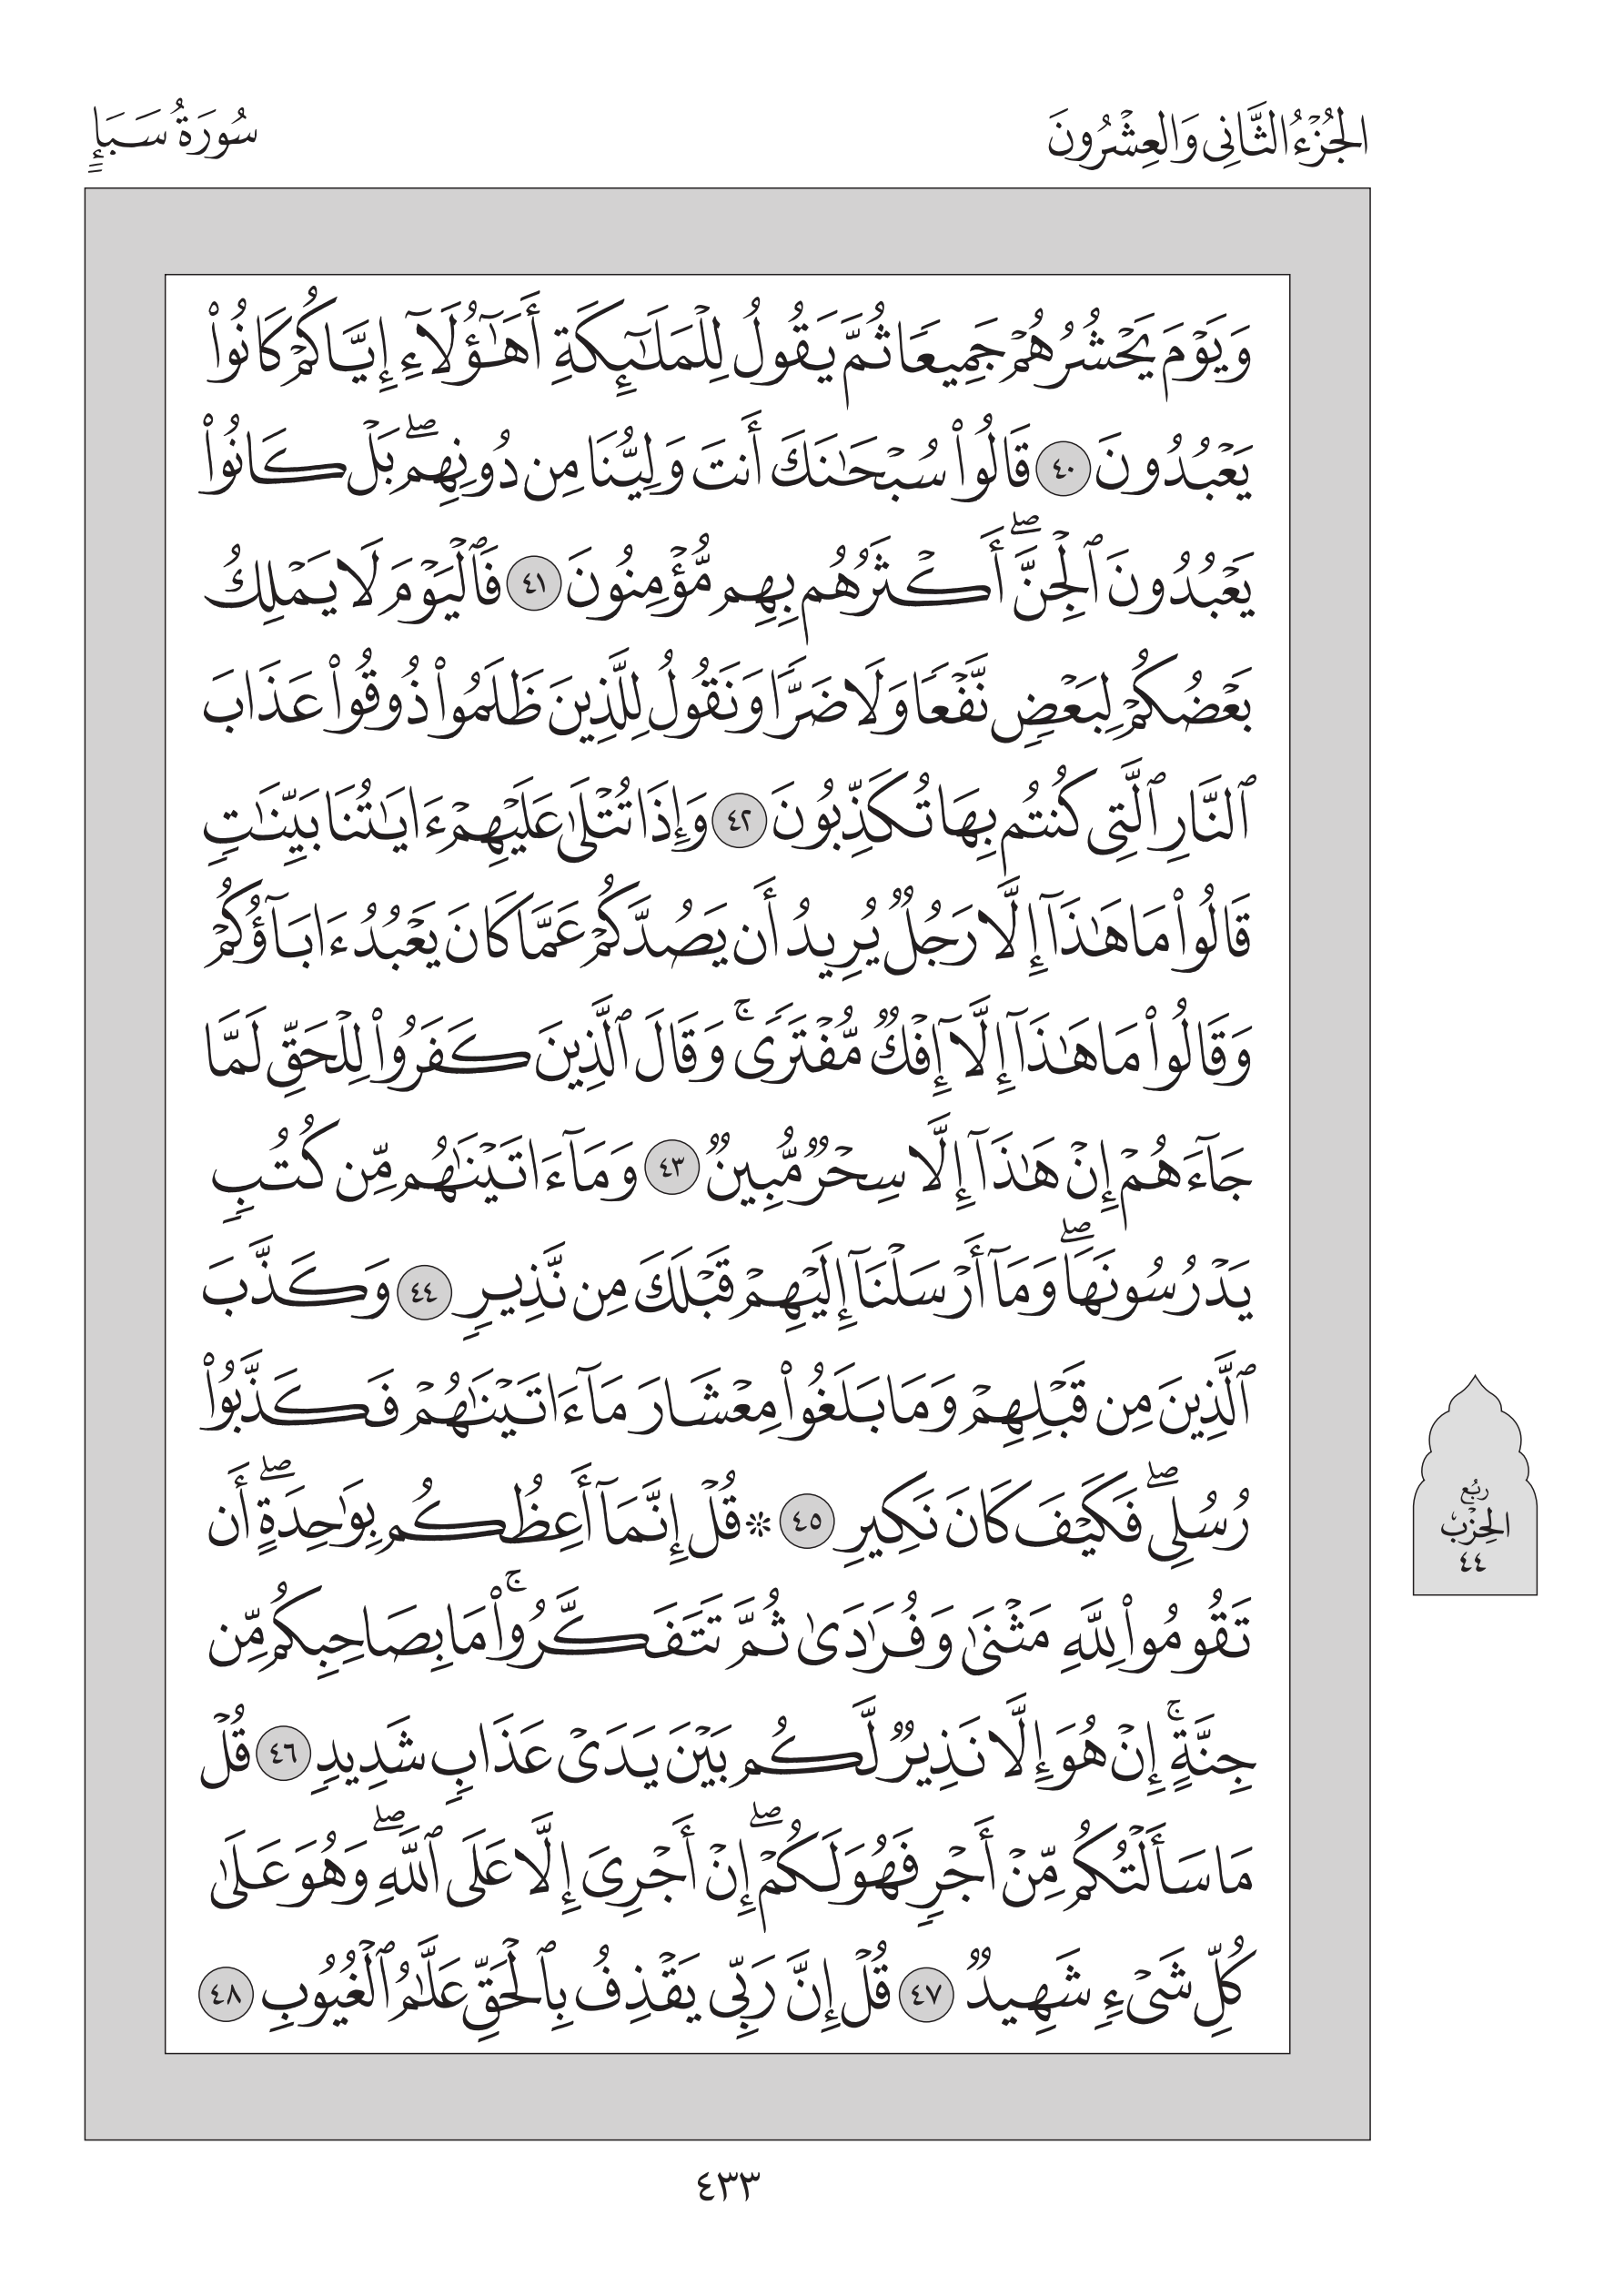 الجُزْءُ الثَّانِي وَالعِشْرُونَ
سُورَةُ سَبَإٍ
وَيَوْمَ يَحْشُرُهُمْ جَمِيعًا ثُمَّ يَقُولُ لِلْمَلَٰٓئِكَةِ أَهَٰٓؤُلَآءِ إِيَّاكُمْ كَانُوا۟
يَعْبُدُونَ ٤٠ قَالُوا۟ سُبْحَٰنَكَ أَنتَ وَلِيُّنَا مِن دُونِهِم ۖ بَلْ كَانُوا۟
يَعْبُدُونَ ٱلْجِنَّ ۖ أَكْثَرُهُم بِهِم مُّؤْمِنُونَ ٤١ فَٱلْيَوْمَ لَا يَمْلِكُ
بَعْضُكُمْ لِبَعْضٍ نَّفْعًا وَلَا ضَرًّا وَنَقُولُ لِلَّذِينَ ظَلَمُوا۟ ذُوقُوا۟ عَذَابَ
ٱلنَّارِ ٱلَّتِى كُنتُم بِهَا تُكَذِّبُونَ ٤٢ وَإِذَا تُتْلَىٰ عَلَيْهِمْ ءَايَٰتُنَا بَيِّنَٰتٍ
قَالُوا۟ مَا هَٰذَآ إِلَّا رَجُلٌ يُرِيدُ أَن يَصُدَّكُمْ عَمَّا كَانَ يَعْبُدُ ءَابَآؤُكُمْ
وَقَالُوا۟ مَا هَٰذَآ إِلَّآ إِفْكٌ مُّفْتَرًى ۚ وَقَالَ ٱلَّذِينَ كَفَرُوا۟ لِلْحَقِّ لَمَّا
جَآءَهُمْ إِنْ هَٰذَآ إِلَّا سِحْرٌ مُّبِينٌ ٤٣ وَمَآ ءَاتَيْنَٰهُم مِّن كُتُبٍ
يَدْرُسُونَهَا ۖ وَمَآ أَرْسَلْنَآ إِلَيْهِمْ قَبْلَكَ مِن نَّذِيرٍ ٤٤ وَكَذَّبَ
ٱلَّذِينَ مِن قَبْلِهِمْ وَمَا بَلَغُوا۟ مِعْشَارَ مَآ ءَاتَيْنَٰهُمْ فَكَذَّبُوا۟
رُسُلِى ۖ فَكَيْفَ كَانَ نَكِيرِ ٤٥ ۞ قُلْ إِنَّمَآ أَعِظُكُم بِوَٰحِدَةٍ ۖ أَن
تَقُومُوا۟ لِلَّهِ مَثْنَىٰ وَفُرَٰدَىٰ ثُمَّ تَتَفَكَّرُوا۟ ۚ مَا بِصَاحِبِكُم مِّن
جِنَّةٍ ۚ إِنْ هُوَ إِلَّا نَذِيرٌ لَّكُم بَيْنَ يَدَىْ عَذَابٍ شَدِيدٍ ٤٦ قُلْ
مَا سَأَلْتُكُم مِّنْ أَجْرٍ فَهُوَ لَكُمْ ۖ إِنْ أَجْرِىَ إِلَّا عَلَى ٱللَّهِ ۖ وَهُوَ عَلَىٰ
كُلِّ شَىْءٍ شَهِيدٌ ٤٧ قُلْ إِنَّ رَبِّى يَقْذِفُ بِٱلْحَقِّ عَلَّٰمُ ٱلْغُيُوبِ ٤٨
رُبْع
الحِزْبِ
٤٤
٤٣٣